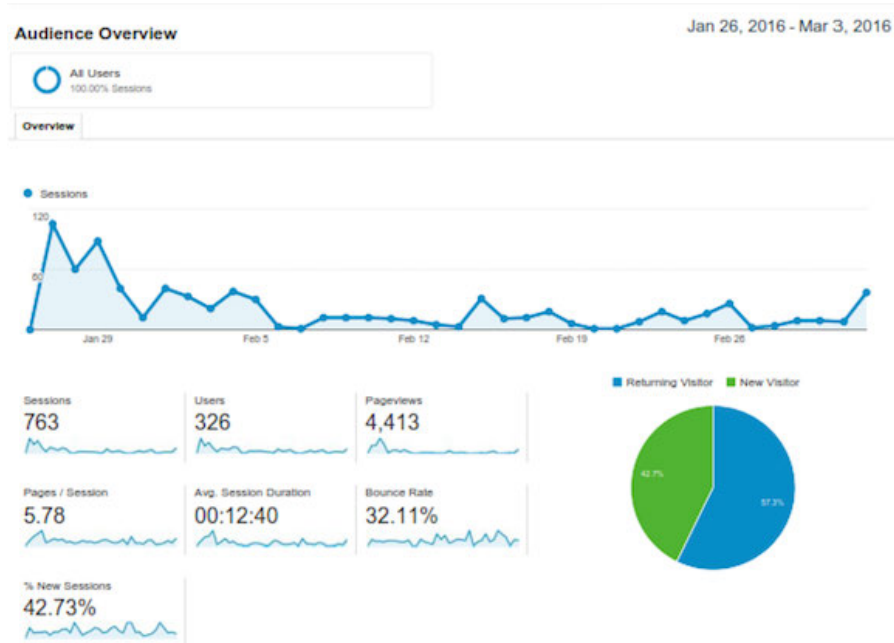 Jan 26, 2016 - Mar 3, 2016
Audience Overview
All Users
100.00% Sessions
Overview
Sessions
120
60
Jan 29
Feb 5
Feb 12
Feb 19
Feb 26
Returning Visitor
New Visitor
Sessions
763
Users
326
Pageviews
4,413
42.7%
57.3%
Pages / Session
5.78
Avg. Session Duration
00:12:40
Bounce Rate
32.11%
% New Sessions
42.73%